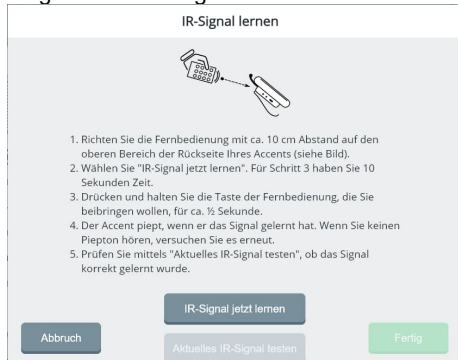 IR-Signal lernen
1. Richten Sie die Fernbedienung mit ca. 10 cm Abstand auf den
oberen Bereich der Rückseite Ihres Accents (siehe Bild).
2. Wählen Sie "IR-Signal jetzt lernen". Für Schritt 3 haben Sie 10
Sekunden Zeit.
3. Drücken und halten Sie die Taste der Fernbedienung, die Sie
beibringen wollen, für ca. ½ Sekunde.
4. Der Accent piept, wenn er das Signal gelernt hat. Wenn Sie keinen
Piepton hören, versuchen Sie es erneut.
5. Prüfen Sie mittels "Aktuelles IR-Signal testen", ob das Signal
korrekt gelernt wurde.
IR-Signal jetzt lernen
Abbruch
Aktuelles IR-Signal testen
Fertig